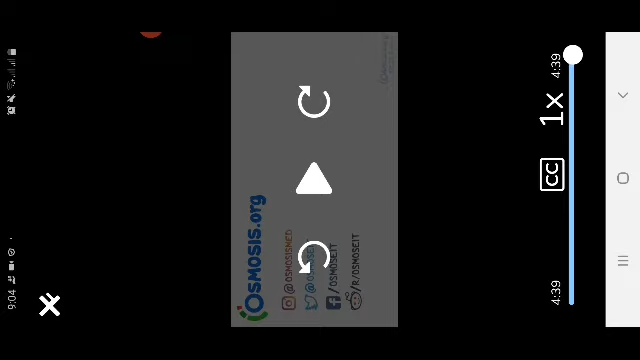 9:04
Osmosis.org
@OSMOSISMED
/OSMOSEIT
/R/OSMOSEIT
4:39
CC
1x
4:39